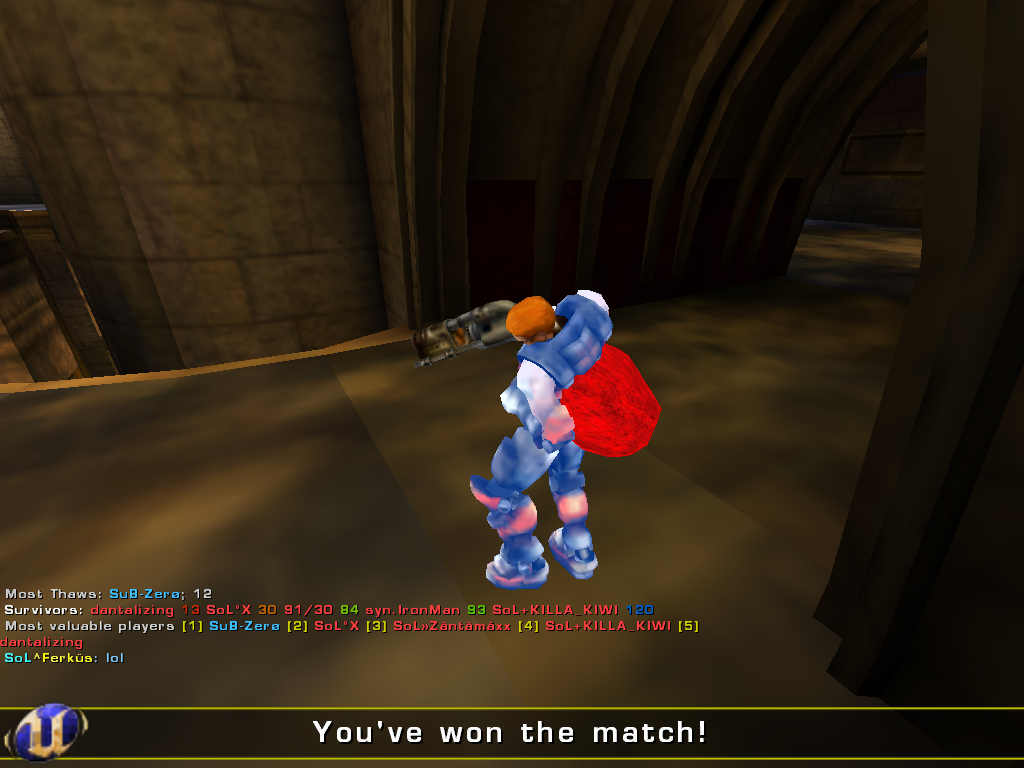 Most Thaws: SuB-Zerø; 12
Survivors: dantalizing 13 SoL°X 30 91/30 84 syn.IronMan 93 SoL+KILLA_KIWI 120
Most valuable players [1] SuB-Zerø [2] SoL°X [3] SoL»Zântâmáxx [4] SoL+KILLA_KIWI [5]
dantalizing
SoL^Ferküs: lol
You've won the match!